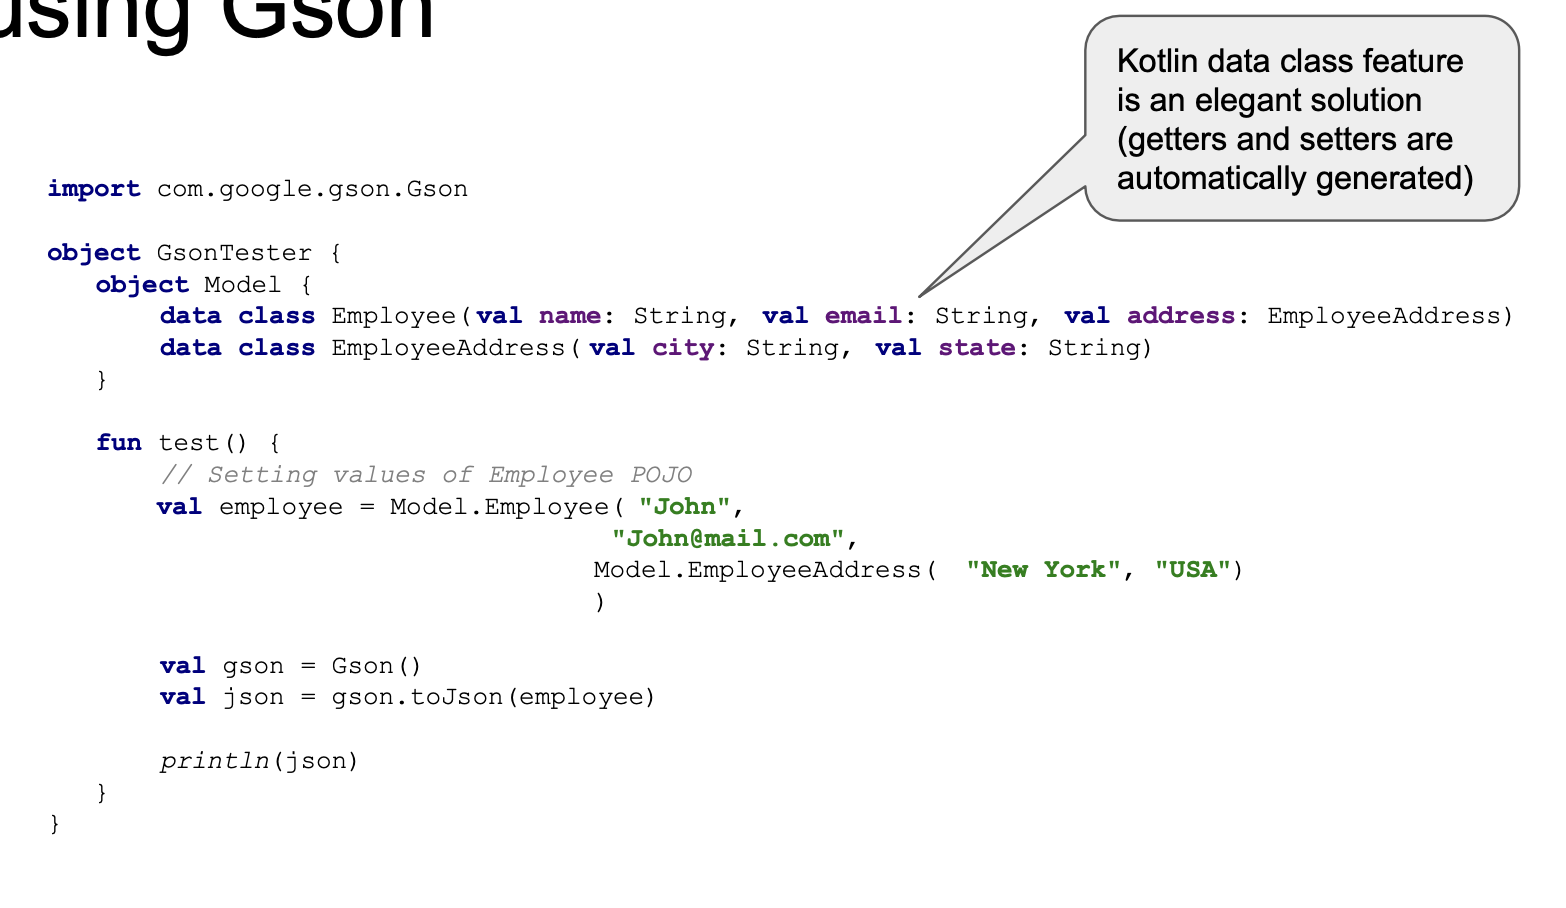 using Gson
Kotlin data class feature
is an elegant solution
(getters and setters are
automatically generated)
import com.google.gson.Gson
object GsonTester {
object Model {
data class Employee(val name: String, val email: String, val address: EmployeeAddress)
data class EmployeeAddress(val city: String, val state: String)
}
fun test() {
// Setting values of Employee POJO
val employee = Model.Employee( "John",
"John@mail.com",
Model.EmployeeAddress( "New York", "USA")
)
val gson = Gson()
val json = gson.toJson(employee)
println(json)
}
}